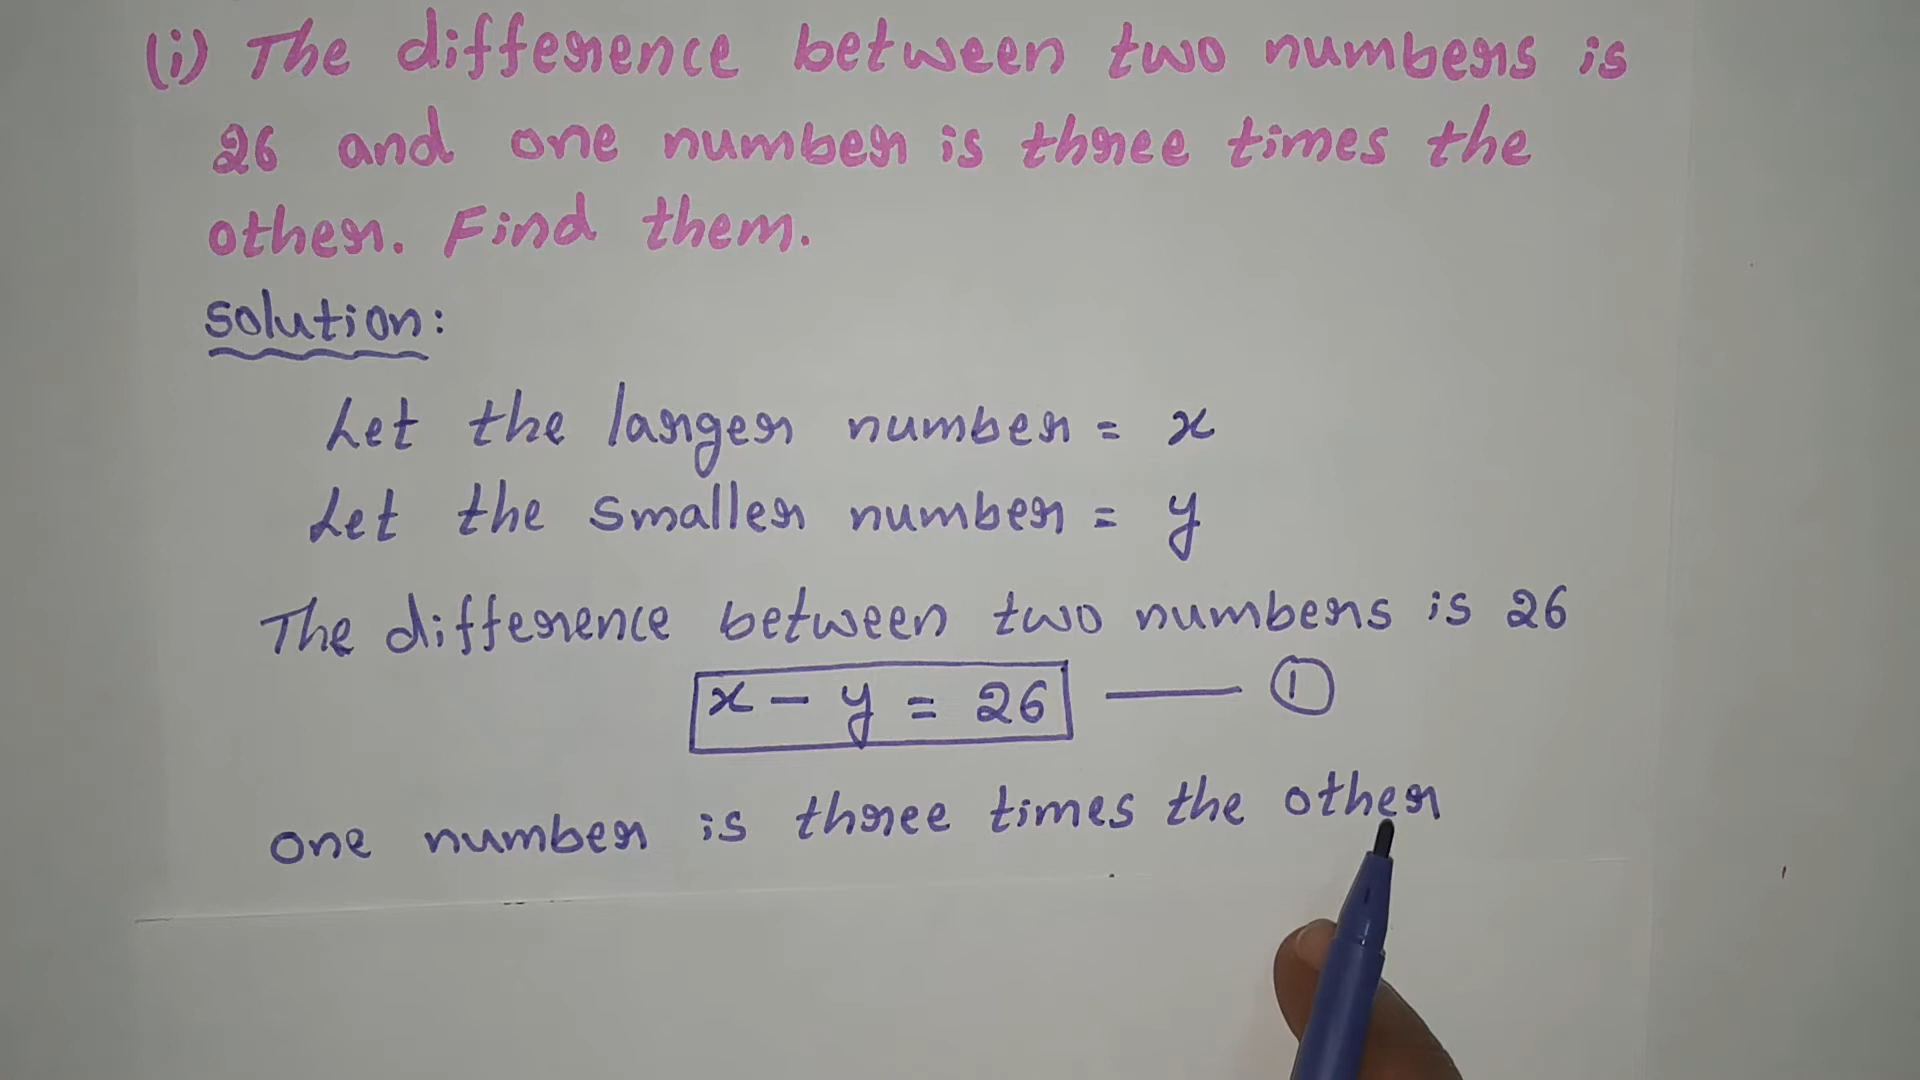 (i) The difference between two numbers is
26 and one number is three times the
other. Find them.
Solution:
Let the larger number = x
Let the smaller number = y
The difference between two numbers is 26
x - y = 26 —— ①
one number is three times the other